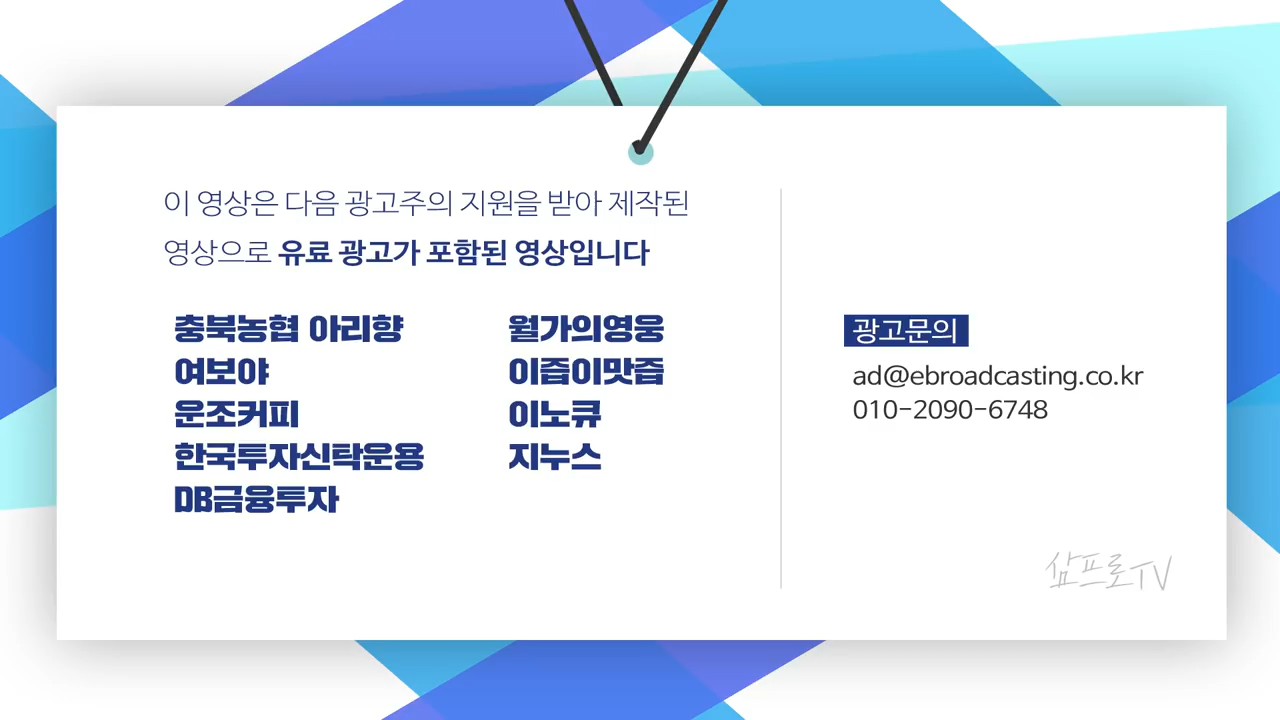 이 영상은 다음 광고주의 지원을 받아 제작된
영상으로 유료 광고가 포함된 영상입니다
충북농협 아리향
여보야
운조커피
한국투자신탁운용
DB금융투자
월가의영웅
이즙이맛즙
이노큐
지누스
광고문의
ad@ebroadcasting.co.kr
010-2090-6748
삼프로TV